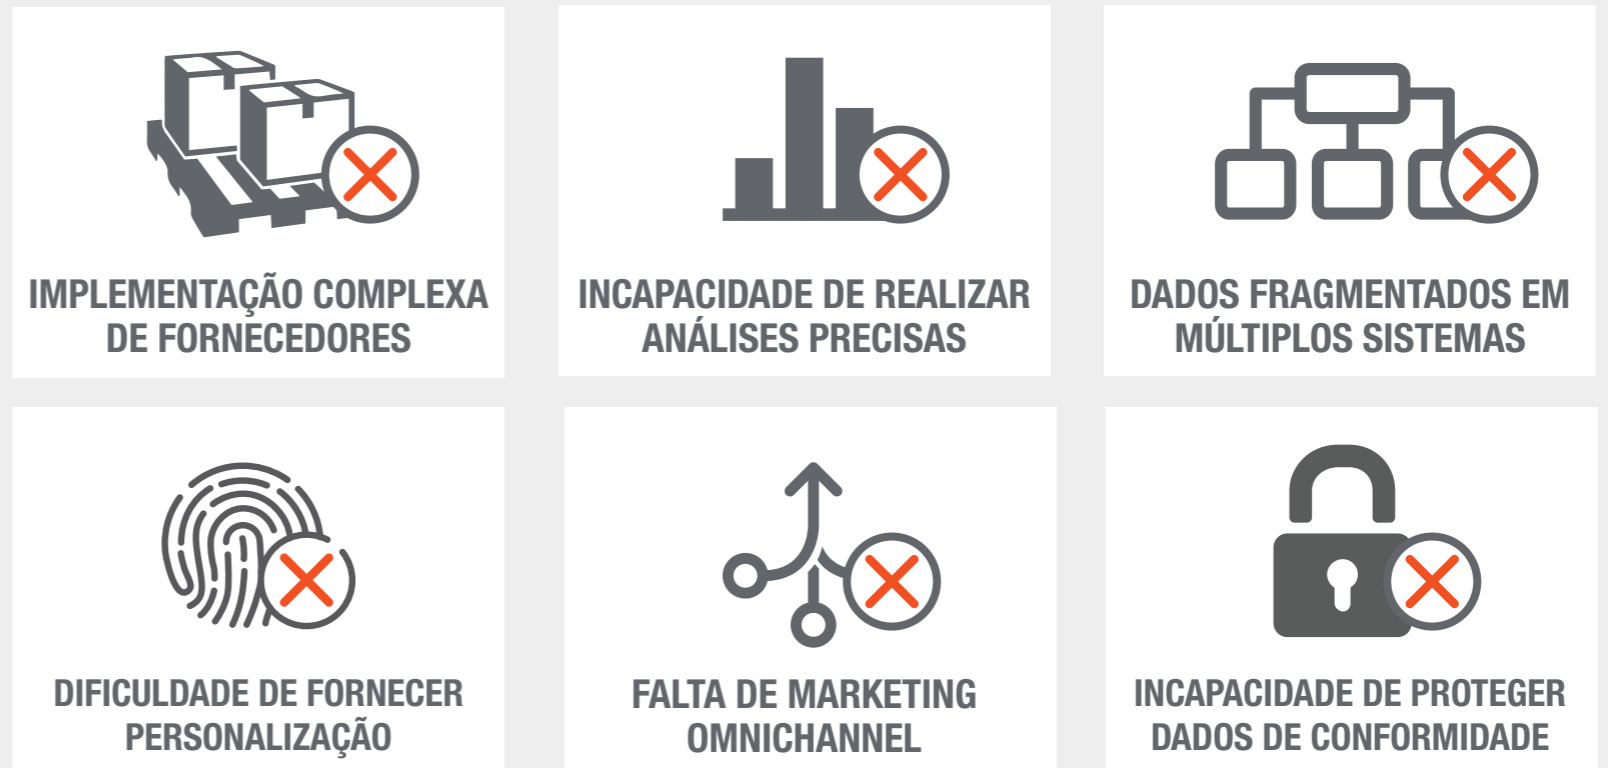 IMPLEMENTAÇÃO COMPLEXA
DE FORNECEDORES
INCAPACIDADE DE REALIZAR
ANÁLISES PRECISAS
DADOS FRAGMENTADOS EM
MÚLTIPLOS SISTEMAS
DIFICULDADE DE FORNECER
PERSONALIZAÇÃO
FALTA DE MARKETING
OMNICHANNEL
INCAPACIDADE DE PROTEGER
DADOS DE CONFORMIDADE